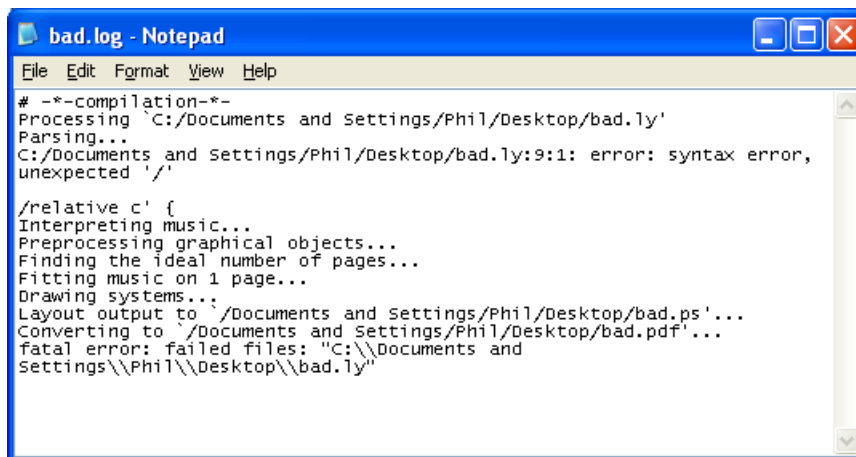 bad.log - Notepad
File Edit Format View Help
# -*-compilation-*-
Processing `C:/Documents and Settings/Phil/Desktop/bad.ly'
Parsing...
C:/Documents and Settings/Phil/Desktop/bad.ly:9:1: error: syntax error,
unexpected '/'
/relative c' {
Interpreting music...
Preprocessing graphical objects...
Finding the ideal number of pages...
Fitting music on 1 page...
Drawing systems...
Layout output to `/Documents and Settings/Phil/Desktop/bad.ps'...
Converting to `/Documents and Settings/Phil/Desktop/bad.pdf'...
fatal error: failed files: "C:\\Documents and
Settings\\Phil\\Desktop\\bad.ly"